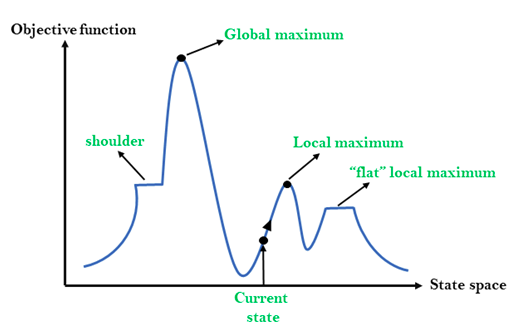 Objective function
Global maximum
shoulder
Local maximum
"flat" local maximum
State space
Current
state